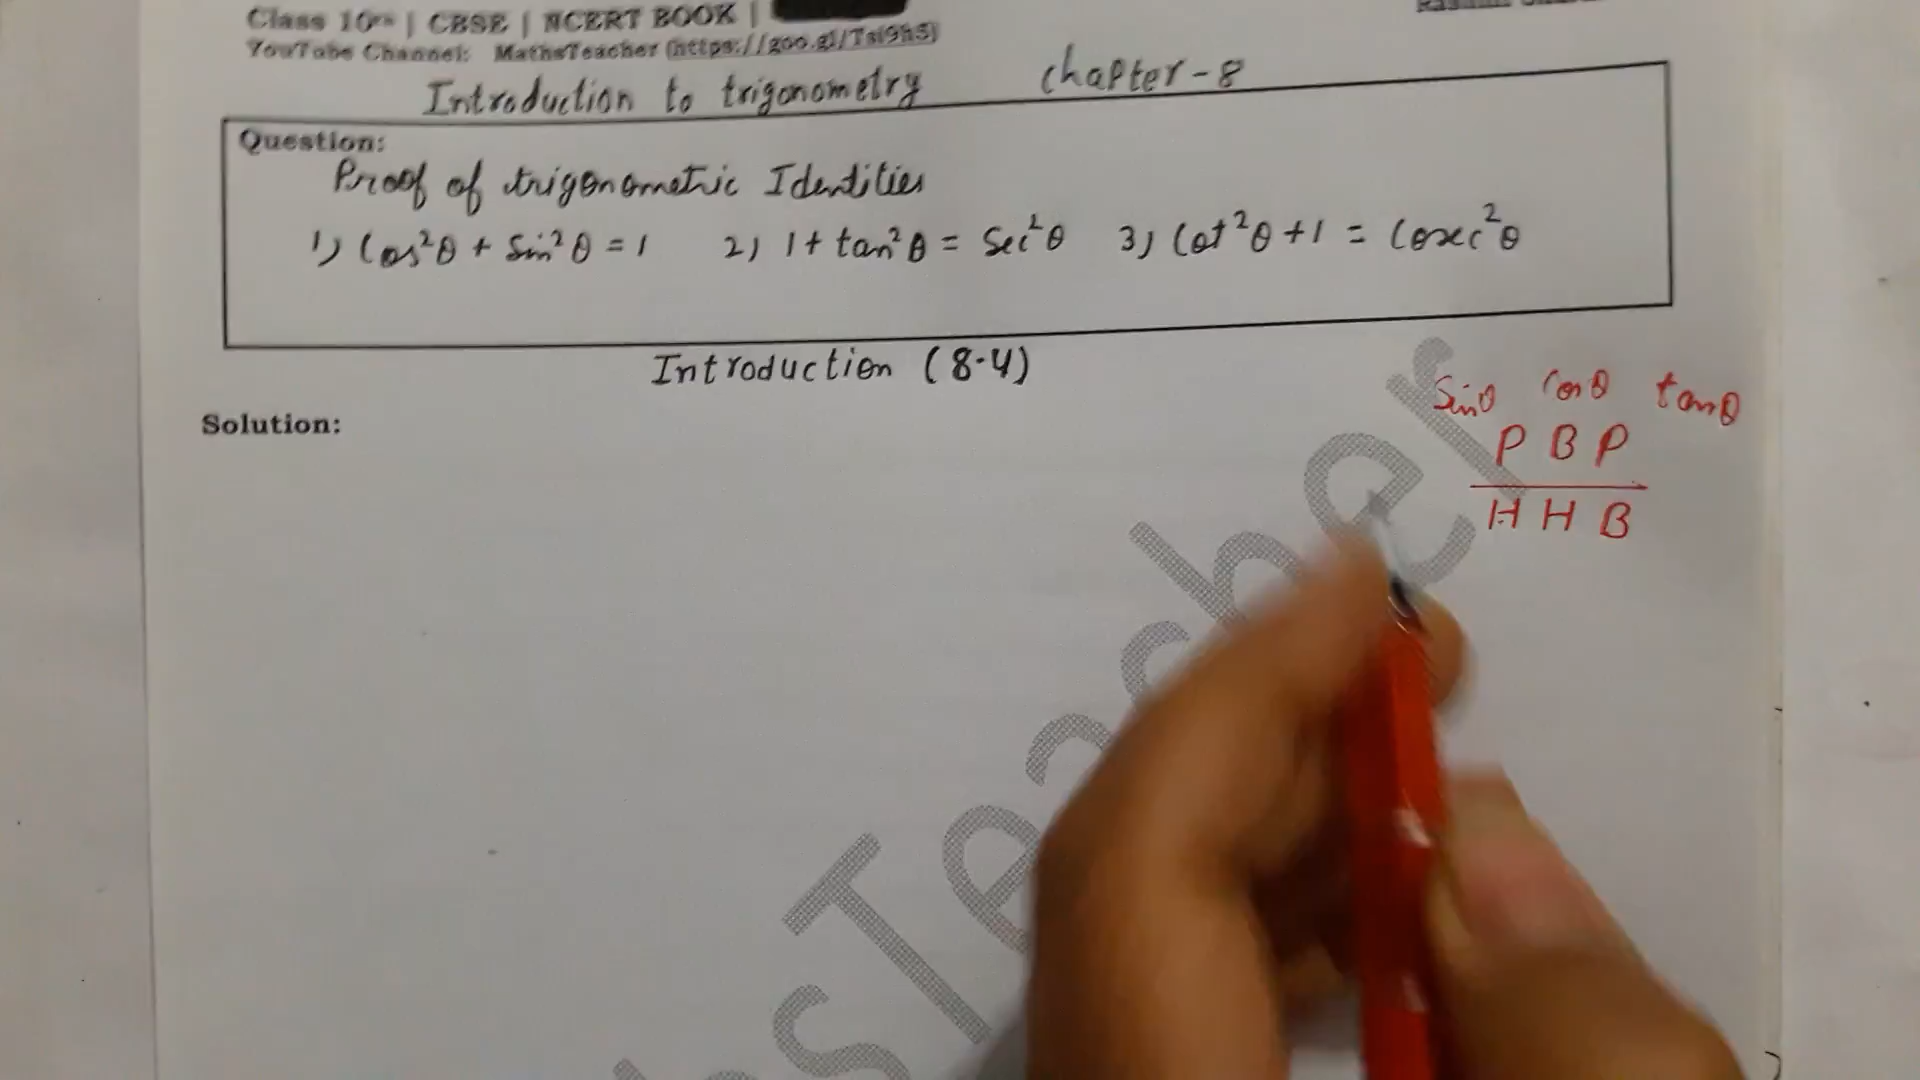 Class 10th | CBSE | NCERT BOOK |
YouTube Channel: MathsTeacher (https://goo.gl/Tsi9hS)
Introduction to trigonometry chapter-8
Question:
Proof of trigonometric Identities
1) Cos²θ + Sin²θ = 1 2) 1 + tan²θ = Sec²θ 3) Cot²θ + 1 = Cosec²θ
Introduction (8.4)
Solution:
Sinθ Cosθ tanθ
P B P
H H B